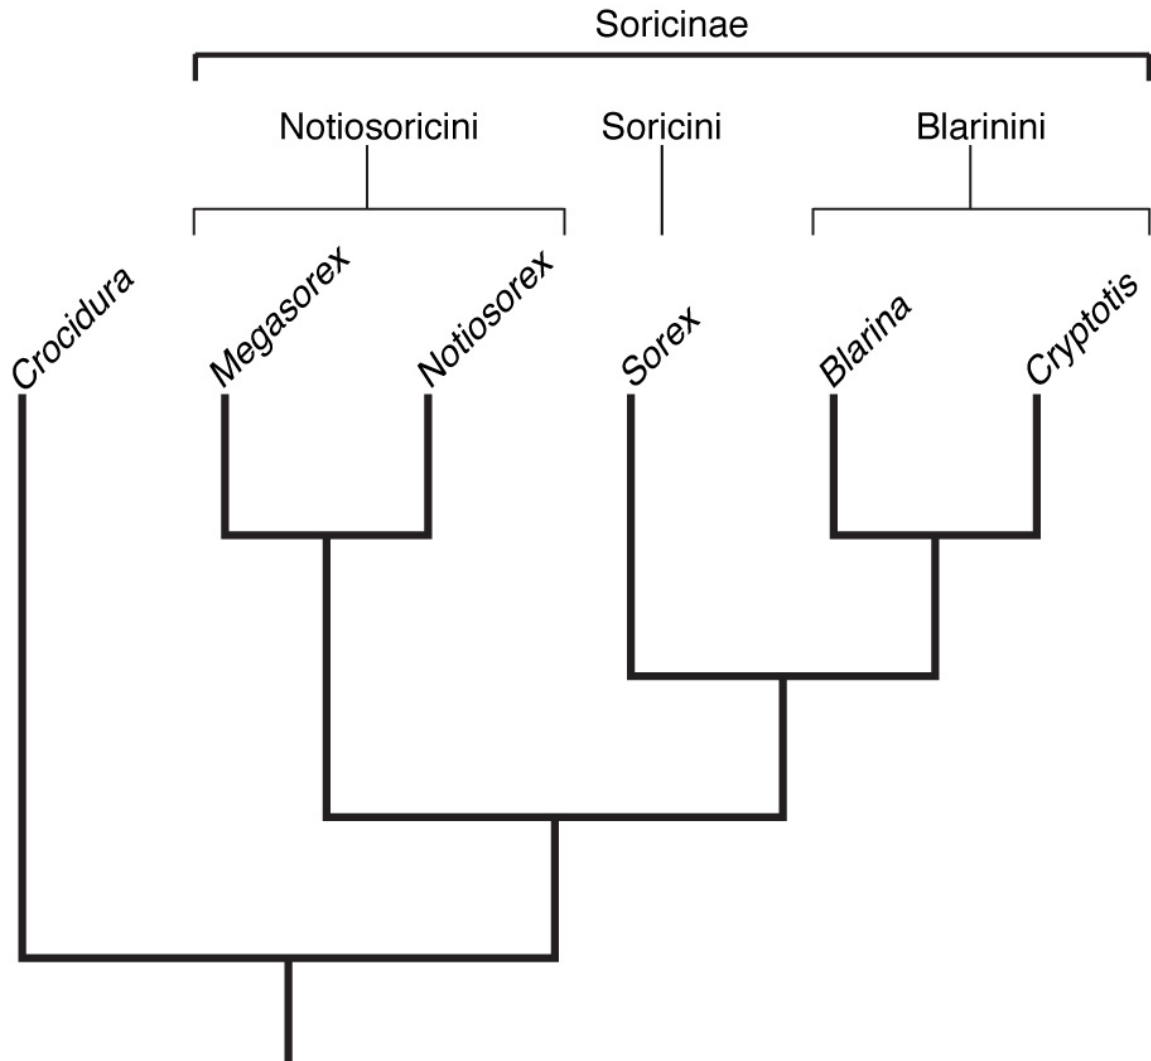 Soricinae
Notiosoricini
Soricini
Blarinini
Crocidura
Megasorex
Notiosorex
Sorex
Blarina
Cryptotis